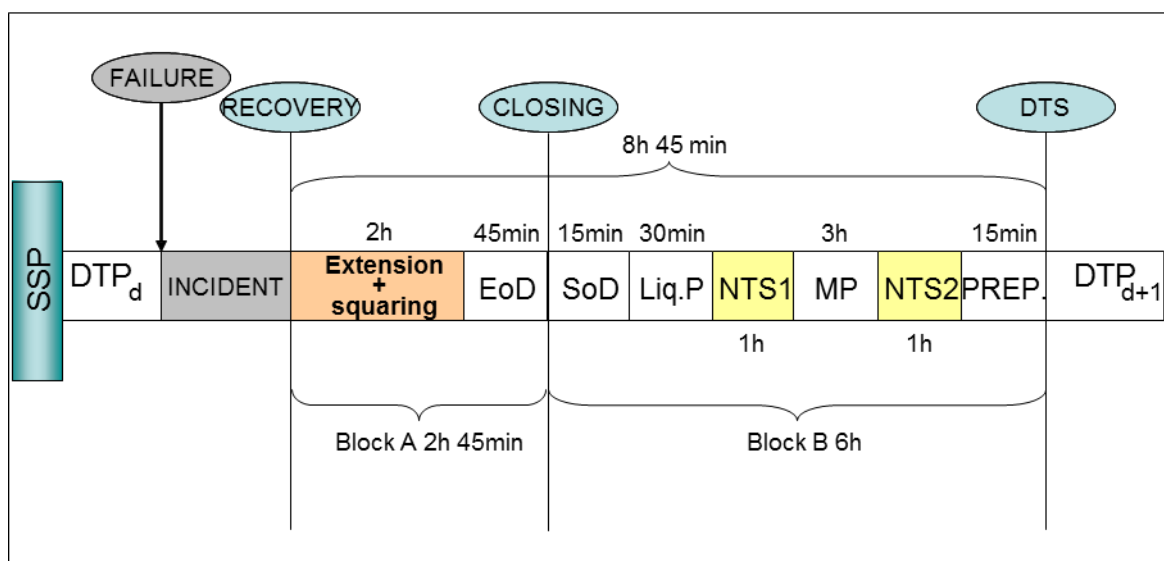 FAILURE
RECOVERY
CLOSING
DTS
8h 45 min
2h
45min
15min
30min
3h
15min
SSP
DTPd
INCIDENT
Extension
+
squaring
EoD
SoD
Liq.P
NTS1
MP
NTS2
PREP.
DTPd+1
1h
1h
Block A 2h 45min
Block B 6h